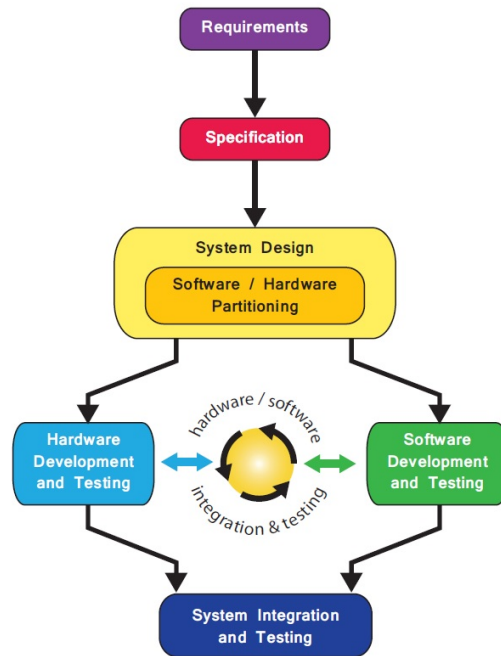 Requirements
Specification
System Design
Software / Hardware
Partitioning
hardware / software
Hardware
Development
and Testing
Software
Development
and Testing
integration & testing
System Integration
and Testing